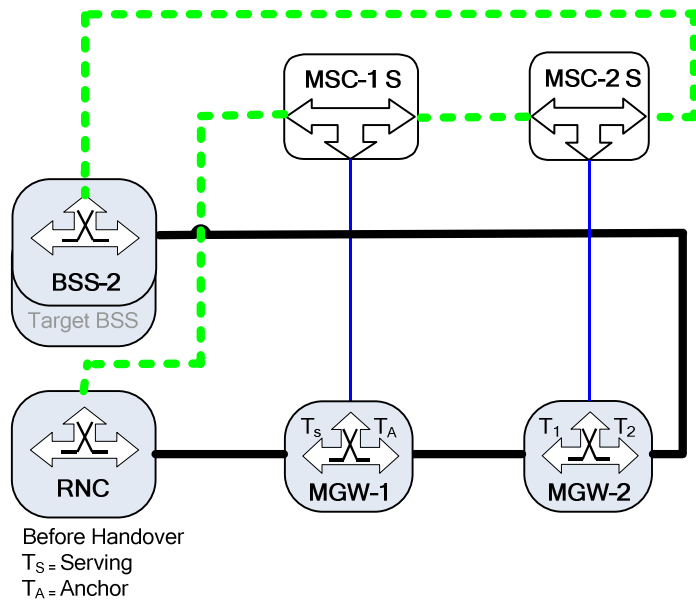 MSC-1 S
MSC-2 S
BSS-2
Target BSS
Ts TA
T1 T2
RNC
MGW-1
MGW-2
Before Handover
TS = Serving
TA = Anchor